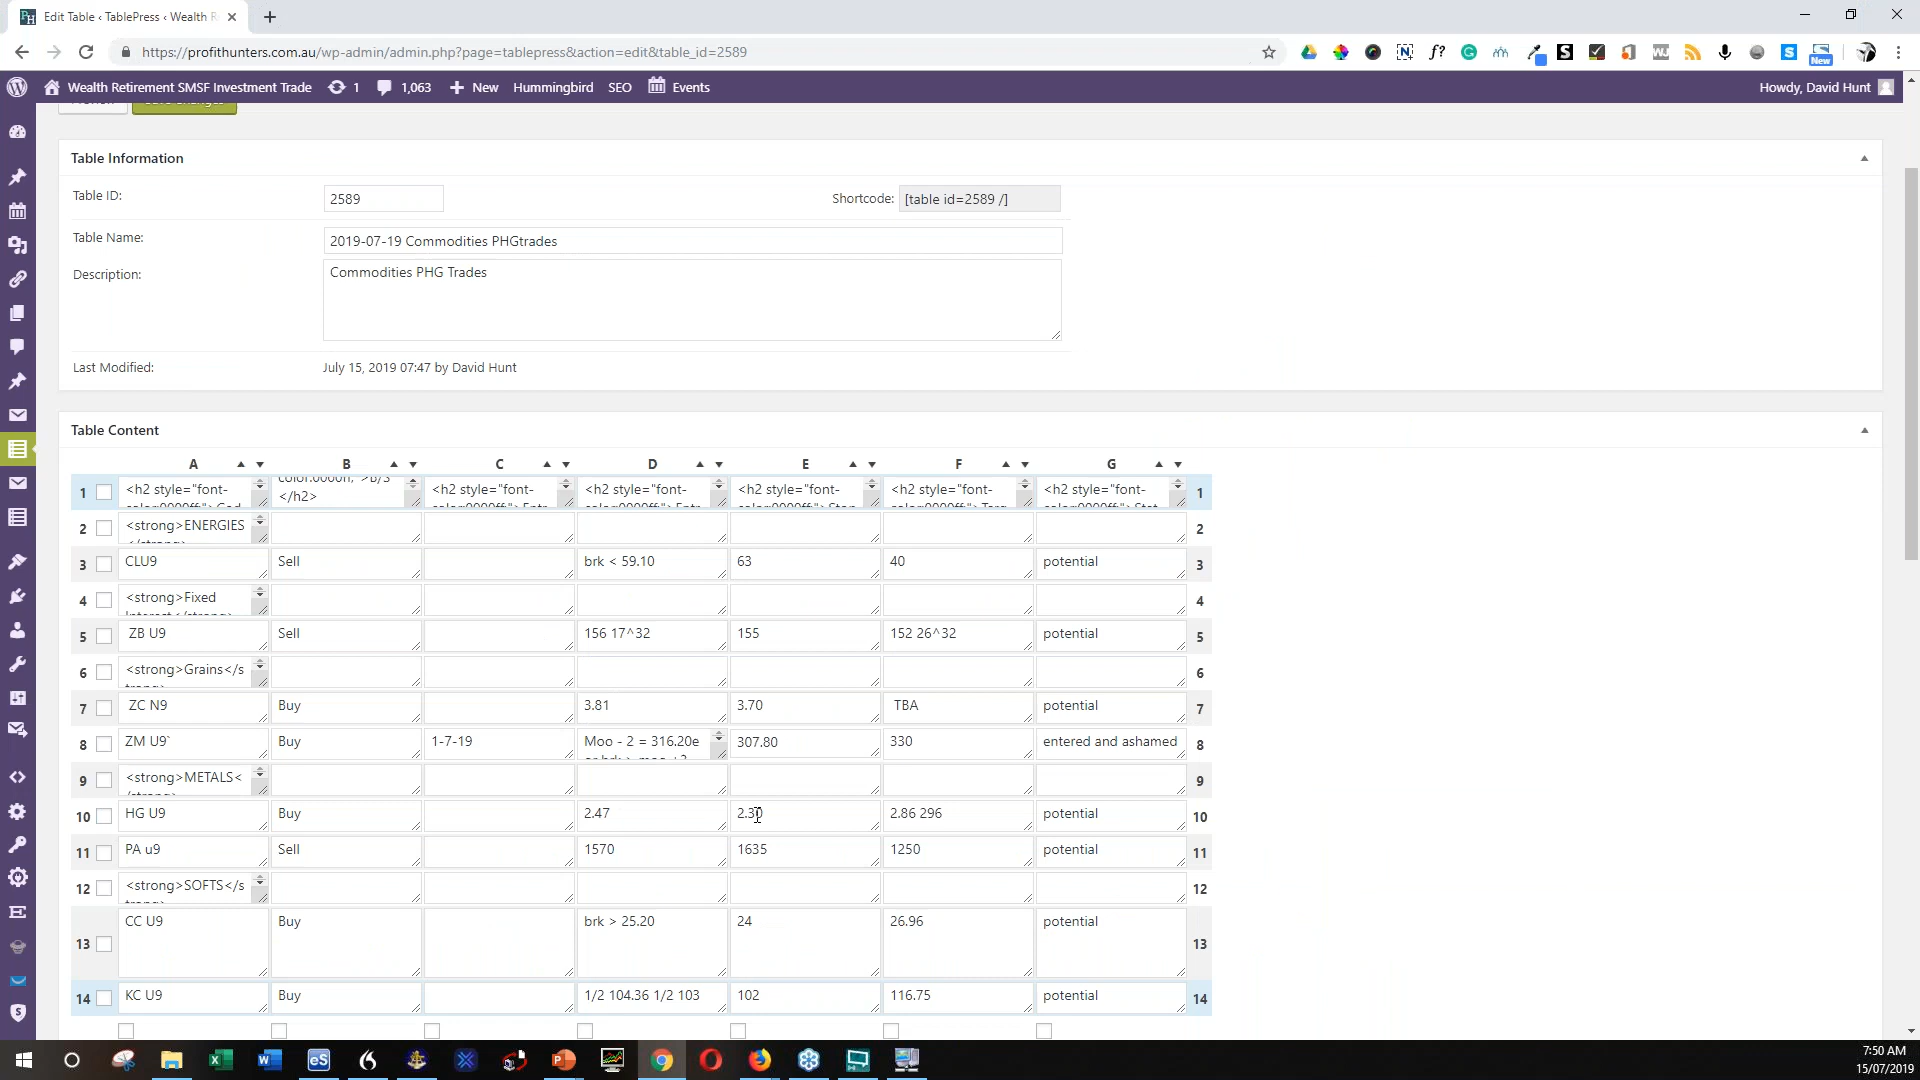 Edit Table ‹ TablePress ‹ Wealth R
https://profithunters.com.au/wp-admin/admin.php?page=tablepress&action=edit&table_id=2589
New
Wealth Retirement SMSF Investment Trade 1 1,063 New Hummingbird SEO Events Howdy, David Hunt
Table Information
Table ID: 2589 Shortcode: [table id=2589 /]
Table Name: 2019-07-19 Commodities PHGtrades
Description: Commodities PHG Trades
Last Modified: July 15, 2019 07:47 by David Hunt
Table Content
A B C D E F G
1 <h2 style="font- </h2> <h2 style="font- <h2 style="font- <h2 style="font- <h2 style="font- <h2 style="font- 1
2 <strong>ENERGIES 2
3 CLU9 Sell brk < 59.10 63 40 potential 3
4 <strong>Fixed 4
5 ZB U9 Sell 156 17^32 155 152 26^32 potential 5
6 <strong>Grains</s 6
7 ZC N9 Buy 3.81 3.70 TBA potential 7
8 ZM U9` Buy 1-7-19 Moo - 2 = 316.20e 307.80 330 entered and ashamed 8
9 <strong>METALS< 9
10 HG U9 Buy 2.47 2.30 2.86 296 potential 10
11 PA u9 Sell 1570 1635 1250 potential 11
12 <strong>SOFTS</s 12
13 CC U9 Buy brk > 25.20 24 26.96 potential 13
14 KC U9 Buy 1/2 104.36 1/2 103 102 116.75 potential 14
7:50 AM
15/07/2019